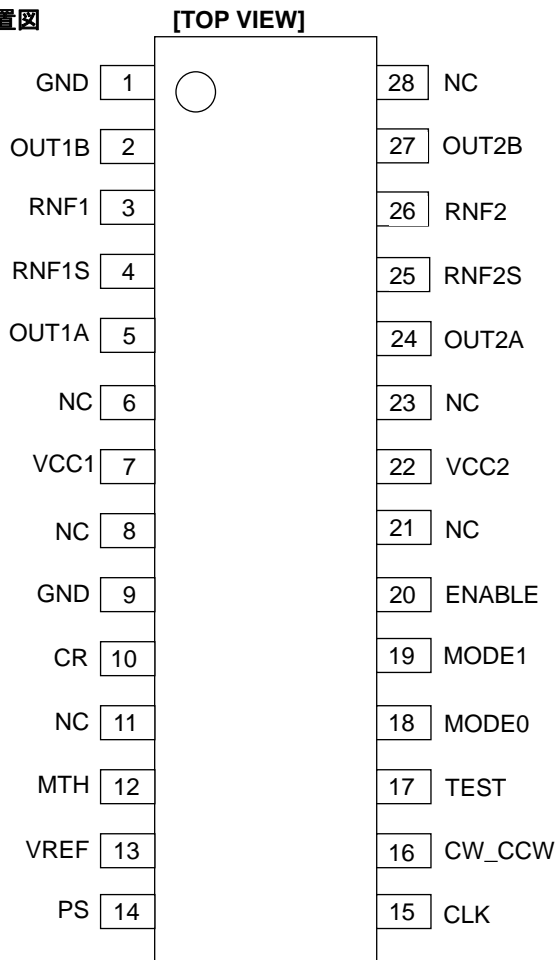 置図 [TOP VIEW]
GND 1 28 NC
OUT1B 2 27 OUT2B
RNF1 3 26 RNF2
RNF1S 4 25 RNF2S
OUT1A 5 24 OUT2A
NC 6 23 NC
VCC1 7 22 VCC2
NC 8 21 NC
GND 9 20 ENABLE
CR 10 19 MODE1
NC 11 18 MODE0
MTH 12 17 TEST
VREF 13 16 CW_CCW
PS 14 15 CLK